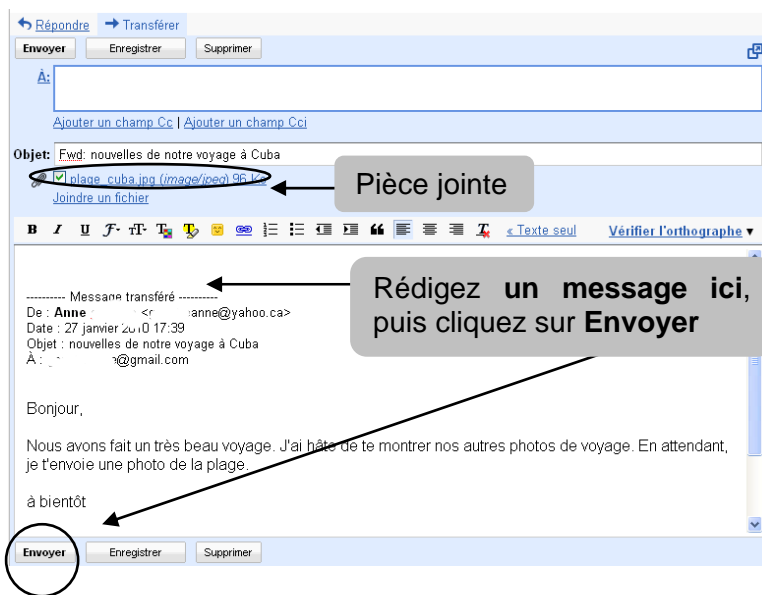 Répondre Transférer
Envoyer Enregistrer Supprimer
À:
Ajouter un champ Cc | Ajouter un champ Cci
Objet: Fwd: nouvelles de notre voyage à Cuba
plage_cuba.jpg (image/jpeg) 96 Ko
Joindre un fichier
Pièce jointe
B I U « Texte seul Vérifier l'orthographe ▼
Rédigez un message ici,
puis cliquez sur Envoyer
---------- Message transféré ----------
De : Anne anne@yahoo.ca>
Date : 27 janvier 2010 17:39
Objet : nouvelles de notre voyage à Cuba
À : @gmail.com
Bonjour,
Nous avons fait un très beau voyage. J'ai hâte de te montrer nos autres photos de voyage. En attendant,
je t'envoie une photo de la plage.
à bientôt
Envoyer Enregistrer Supprimer